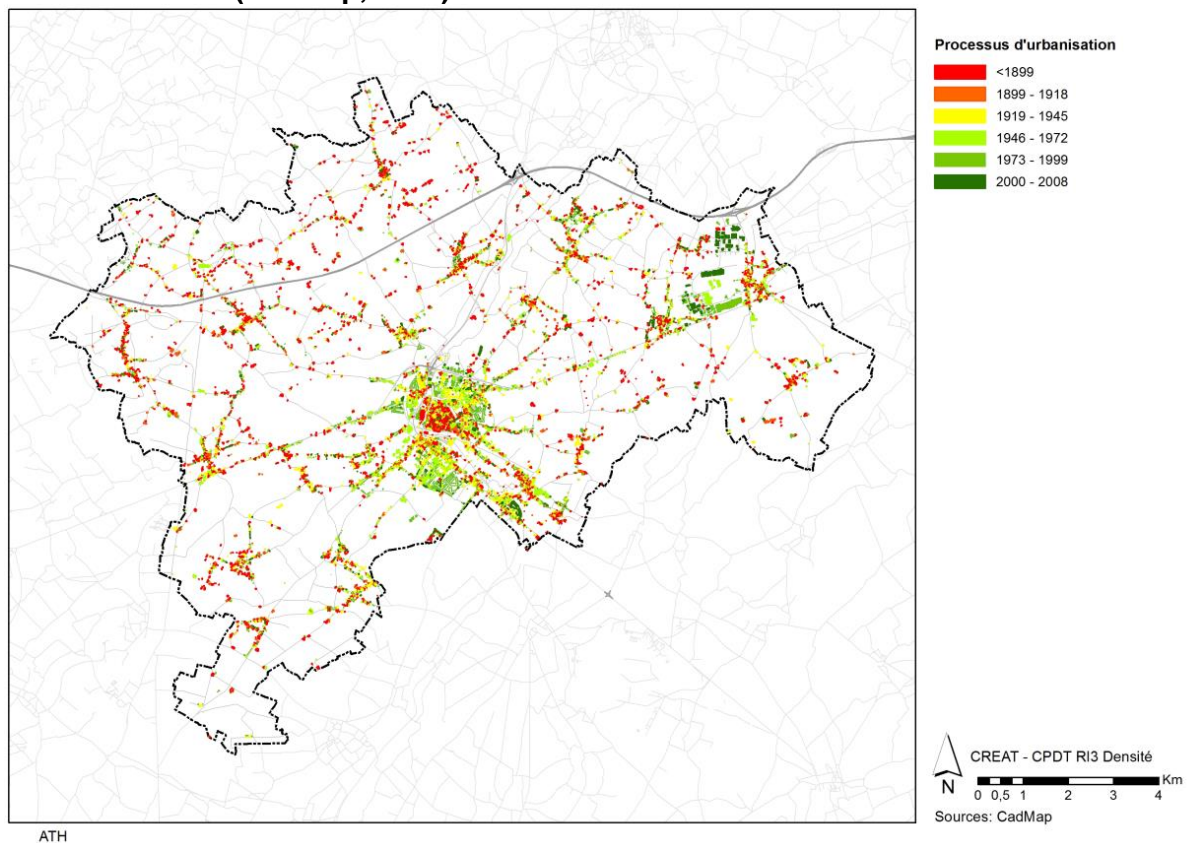 Processus d'urbanisation
<1899
1899 - 1918
1919 - 1945
1946 - 1972
1973 - 1999
2000 - 2008
CREAT - CPDT RI3 Densité
N
0 0,5 1 2 3 4 Km
Sources: CadMap
ATH